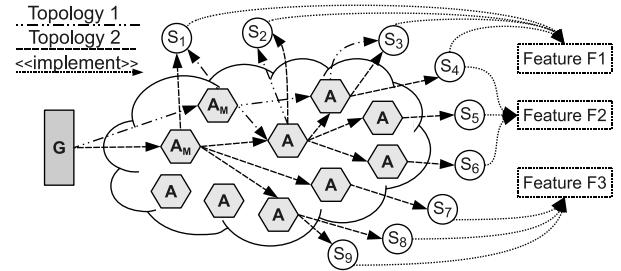 Topology 1
Topology 2
<<implement>>
S1
S2
S3
S4
S5
S6
S7
S8
S9
G
AM
AM
A
A
A
A
A
A
A
A
Feature F1
Feature F2
Feature F3